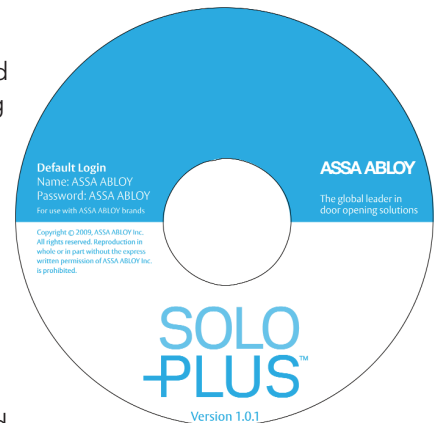 d
g
Default Login
Name: ASSA ABLOY
Password: ASSA ABLOY
For use with ASSA ABLOY brands
ASSA ABLOY
The global leader in
door opening solutions
Copyright © 2009, ASSA ABLOY Inc.
All rights reserved. Reproduction in
whole or in part without the express
written permission of ASSA ABLOY Inc.
is prohibited.
SOLO
PLUS™
Version 1.0.1
d